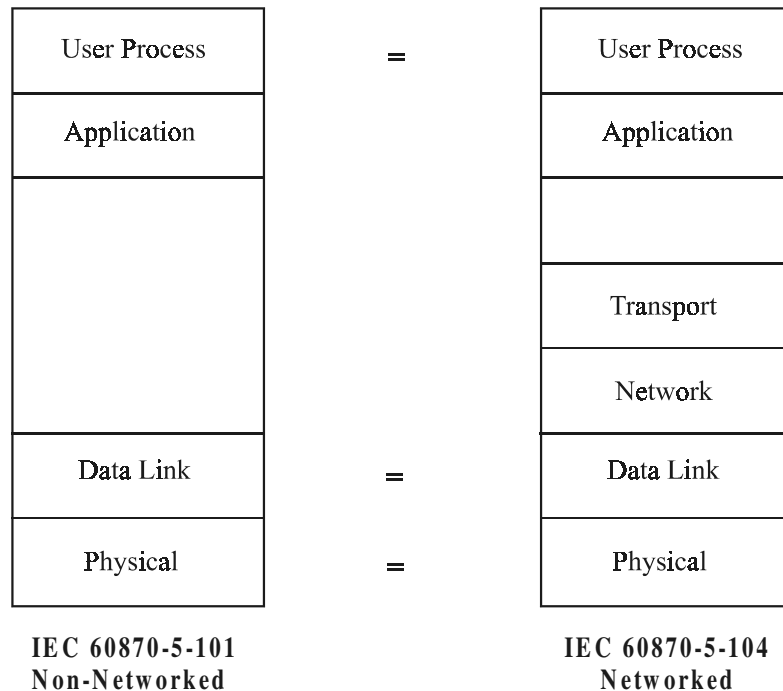 User Process = User Process
Application Application
Transport
Network
Data Link = Data Link
Physical = Physical
IEC 60870-5-101 IEC 60870-5-104
Non-Networked Networked